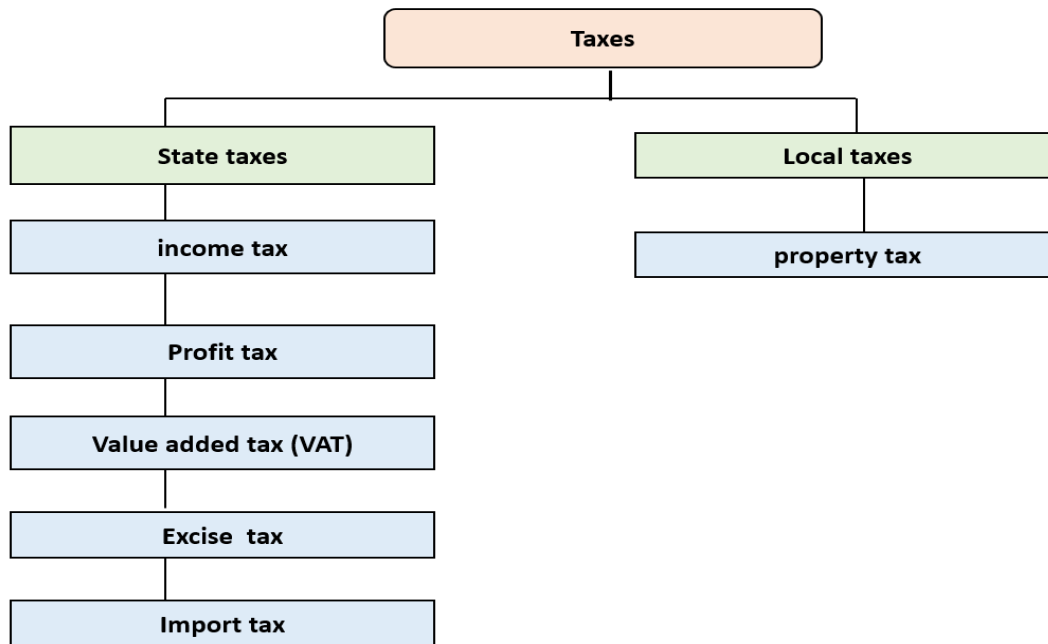 Taxes
State taxes
Local taxes
income tax
property tax
Profit tax
Value added tax (VAT)
Excise  tax
Import tax